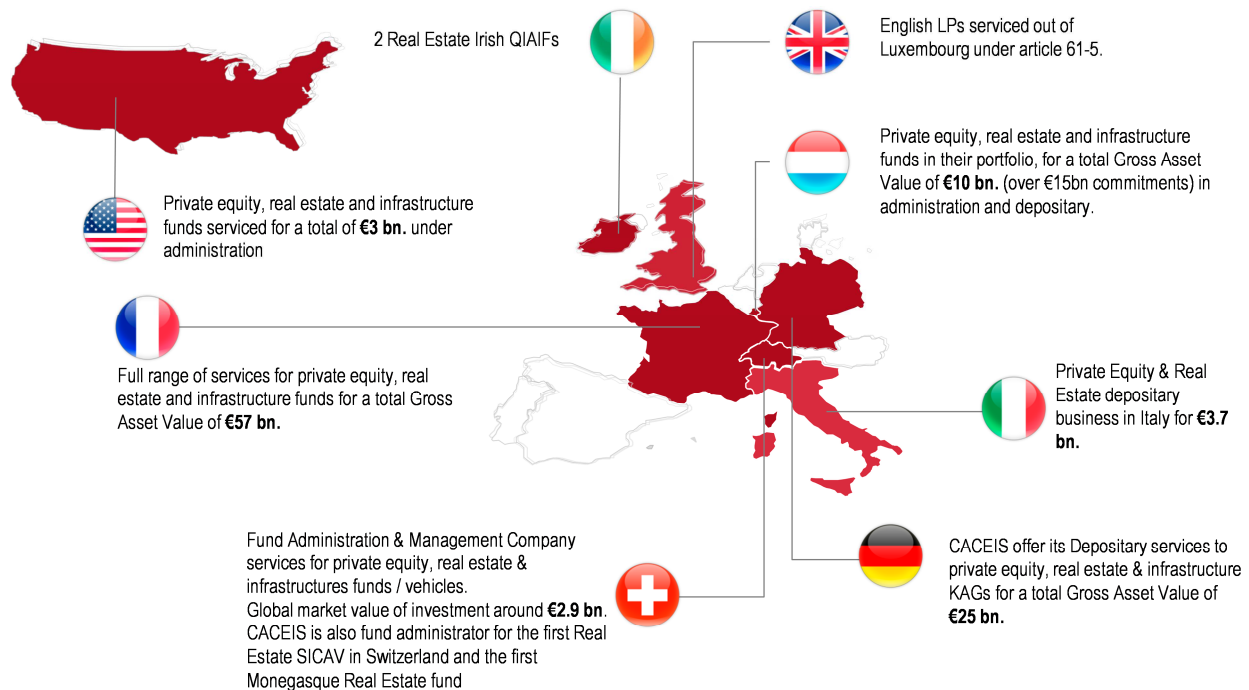 2 Real Estate Irish QIAIFs
English LPs serviced out of
Luxembourg under article 61-5.
Private equity, real estate and infrastructure
funds in their portfolio, for a total Gross Asset
Value of €10 bn. (over €15bn commitments) in
administration and depositary.
Private equity, real estate and infrastructure
funds serviced for a total of €3 bn. under
administration
Full range of services for private equity, real
estate and infrastructure funds for a total Gross
Asset Value of €57 bn.
Private Equity & Real
Estate depositary
business in Italy for €3.7
bn.
Fund Administration & Management Company
services for private equity, real estate &
infrastructures funds / vehicles.
Global market value of investment around €2.9 bn.
CACEIS is also fund administrator for the first Real
Estate SICAV in Switzerland and the first
Monegasque Real Estate fund
CACEIS offer its Depositary services to
private equity, real estate & infrastructure
KAGs for a total Gross Asset Value of
€25 bn.